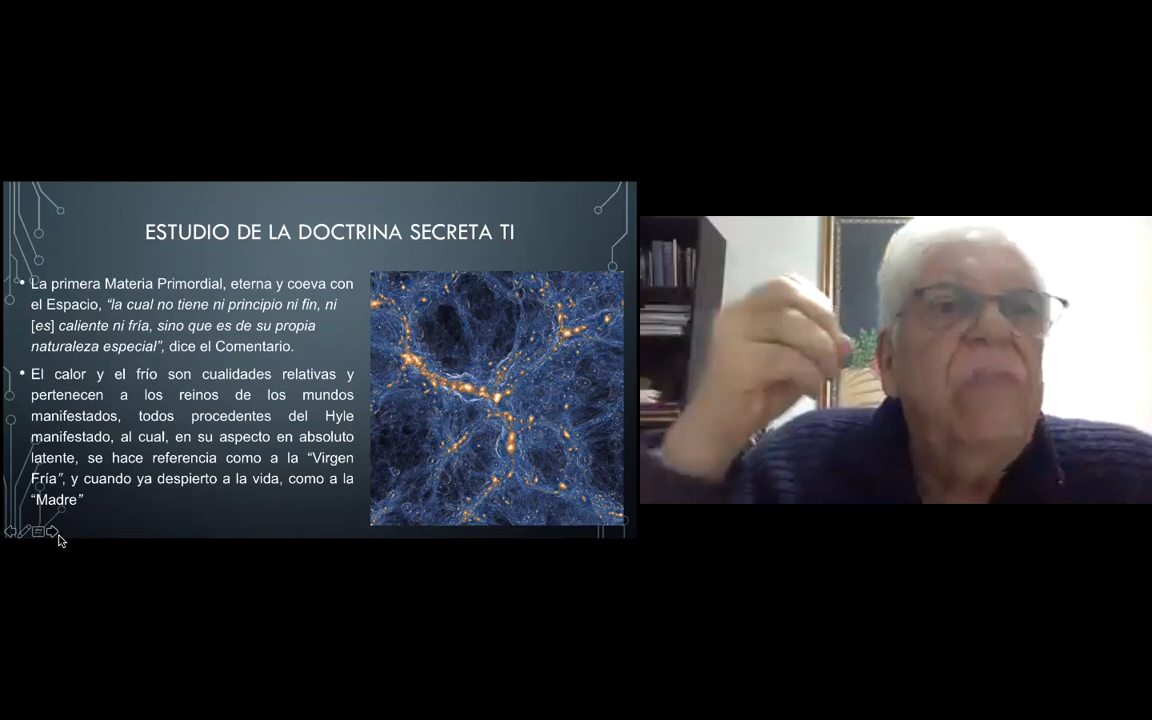 ESTUDIO DE LA DOCTRINA SECRETA TI
• La primera Materia Primordial, eterna y coeva con
el Espacio, “la cual no tiene ni principio ni fin, ni
[es] caliente ni fría, sino que es de su propia
naturaleza especial”, dice el Comentario.
• El calor y el frío son cualidades relativas y
pertenecen a los reinos de los mundos
manifestados, todos procedentes del Hyle
manifestado, al cual, en su aspecto en absoluto
latente, se hace referencia como a la “Virgen
Fría”, y cuando ya despierto a la vida, como a la
“Madre”